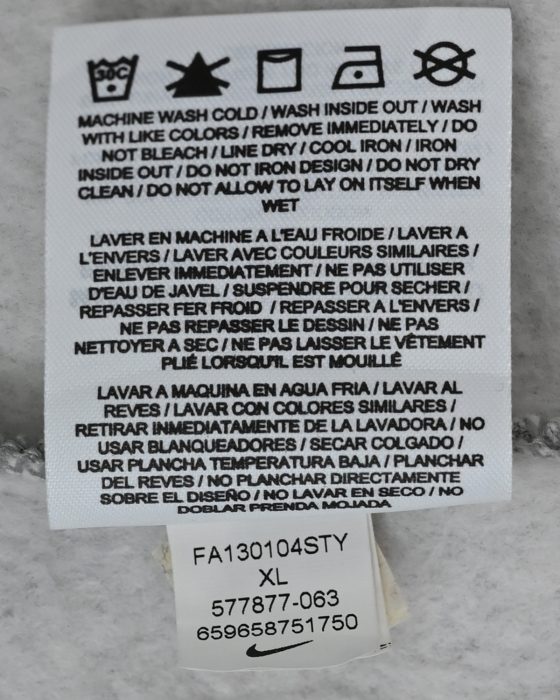 30C
MACHINE WASH COLD / WASH INSIDE OUT / WASH
WITH LIKE COLORS / REMOVE IMMEDIATELY / DO
NOT BLEACH / LINE DRY / COOL IRON / IRON
INSIDE OUT / DO NOT IRON DESIGN / DO NOT DRY
CLEAN / DO NOT ALLOW TO LAY ON ITSELF WHEN
WET
LAVER EN MACHINE A L'EAU FROIDE / LAVER A
L'ENVERS / LAVER AVEC COULEURS SIMILAIRES /
ENLEVER IMMEDIATEMENT / NE PAS UTILISER
D'EAU DE JAVEL / SUSPENDRE POUR SECHER /
REPASSER FER FROID / REPASSER A L'ENVERS /
NE PAS REPASSER LE DESSIN / NE PAS
NETTOYER A SEC / NE PAS LAISSER LE VÊTEMENT
PLIÉ LORSQU'IL EST MOUILLÉ
LAVAR A MAQUINA EN AGUA FRIA / LAVAR AL
REVES / LAVAR CON COLORES SIMILARES /
RETIRAR INMEDIATAMENTE DE LA LAVADORA / NO
USAR BLANQUEADORES / SECAR COLGADO /
USAR PLANCHA TEMPERATURA BAJA / PLANCHAR
DEL REVES / NO PLANCHAR DIRECTAMENTE
SOBRE EL DISEÑO / NO LAVAR EN SECO / NO
DOBLAR PRENDA MOJADA
FA130104STY
XL
577877-063
659658751750